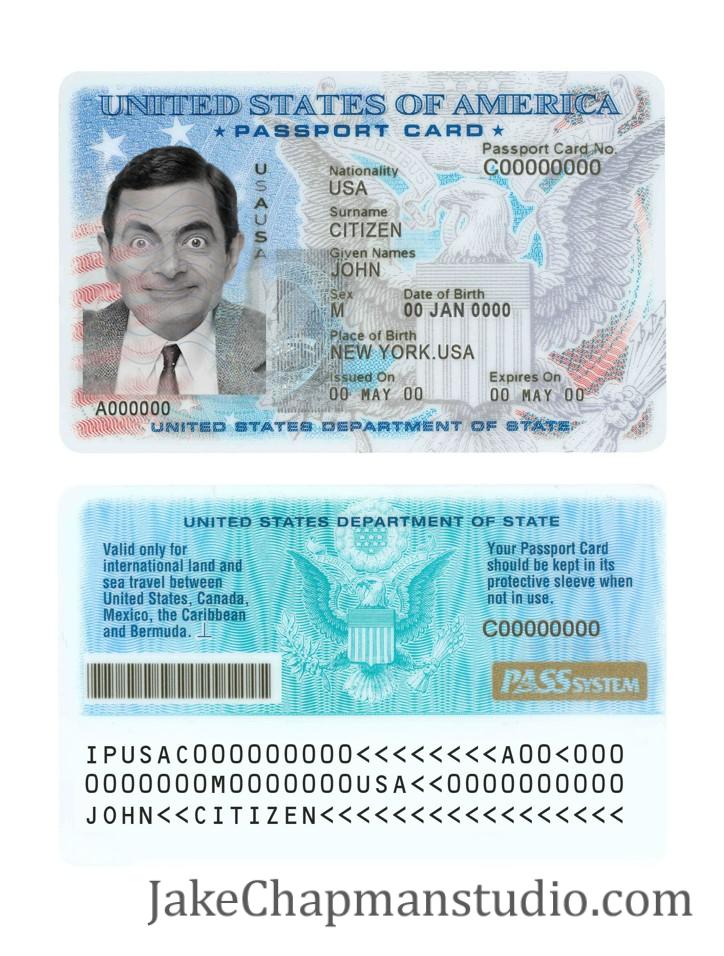 UNITED STATES OF AMERICA
PASSPORT CARD
Passport Card No.
C00000000
USAUSA
Nationality
USA
Surname
CITIZEN
Given Names
JOHN
Sex
M
Date of Birth
00 JAN 0000
Place of Birth
NEW YORK.USA
Issued On
00 MAY 00
Expires On
00 MAY 00
A000000
UNITED STATES DEPARTMENT OF STATE
UNITED STATES DEPARTMENT OF STATE
Valid only for
international land and
sea travel between
United States, Canada,
Mexico, the Caribbean
and Bermuda.
Your Passport Card
should be kept in its
protective sleeve when
not in use.
C00000000
PASS SYSTEM
IPUSAC000000000<<<<<<<<A00<000
0000000M0000000USA<<0000000000
JOHN<<CITIZEN<<<<<<<<<<<<<<<<<
JakeChapmanstudio.com